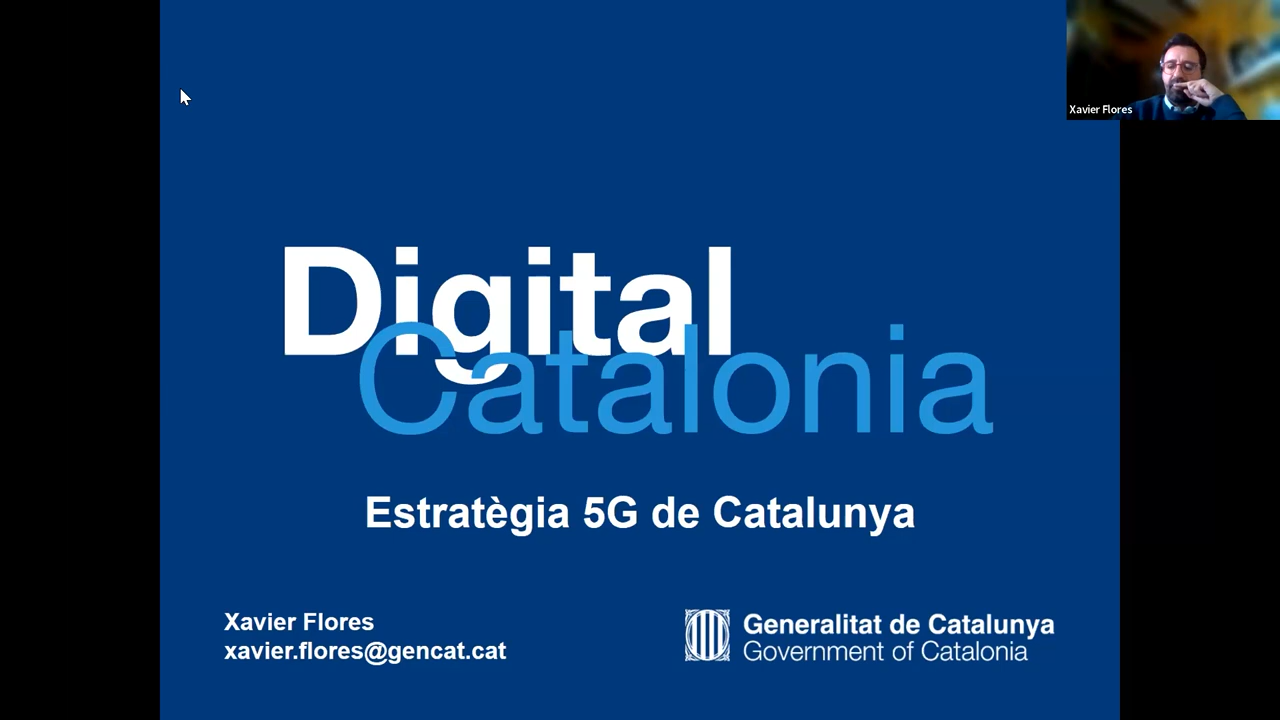 Xavier Flores
Digital
Catalonia
Estratègia 5G de Catalunya
Xavier Flores
xavier.flores@gencat.cat
Generalitat de Catalunya
Government of Catalonia